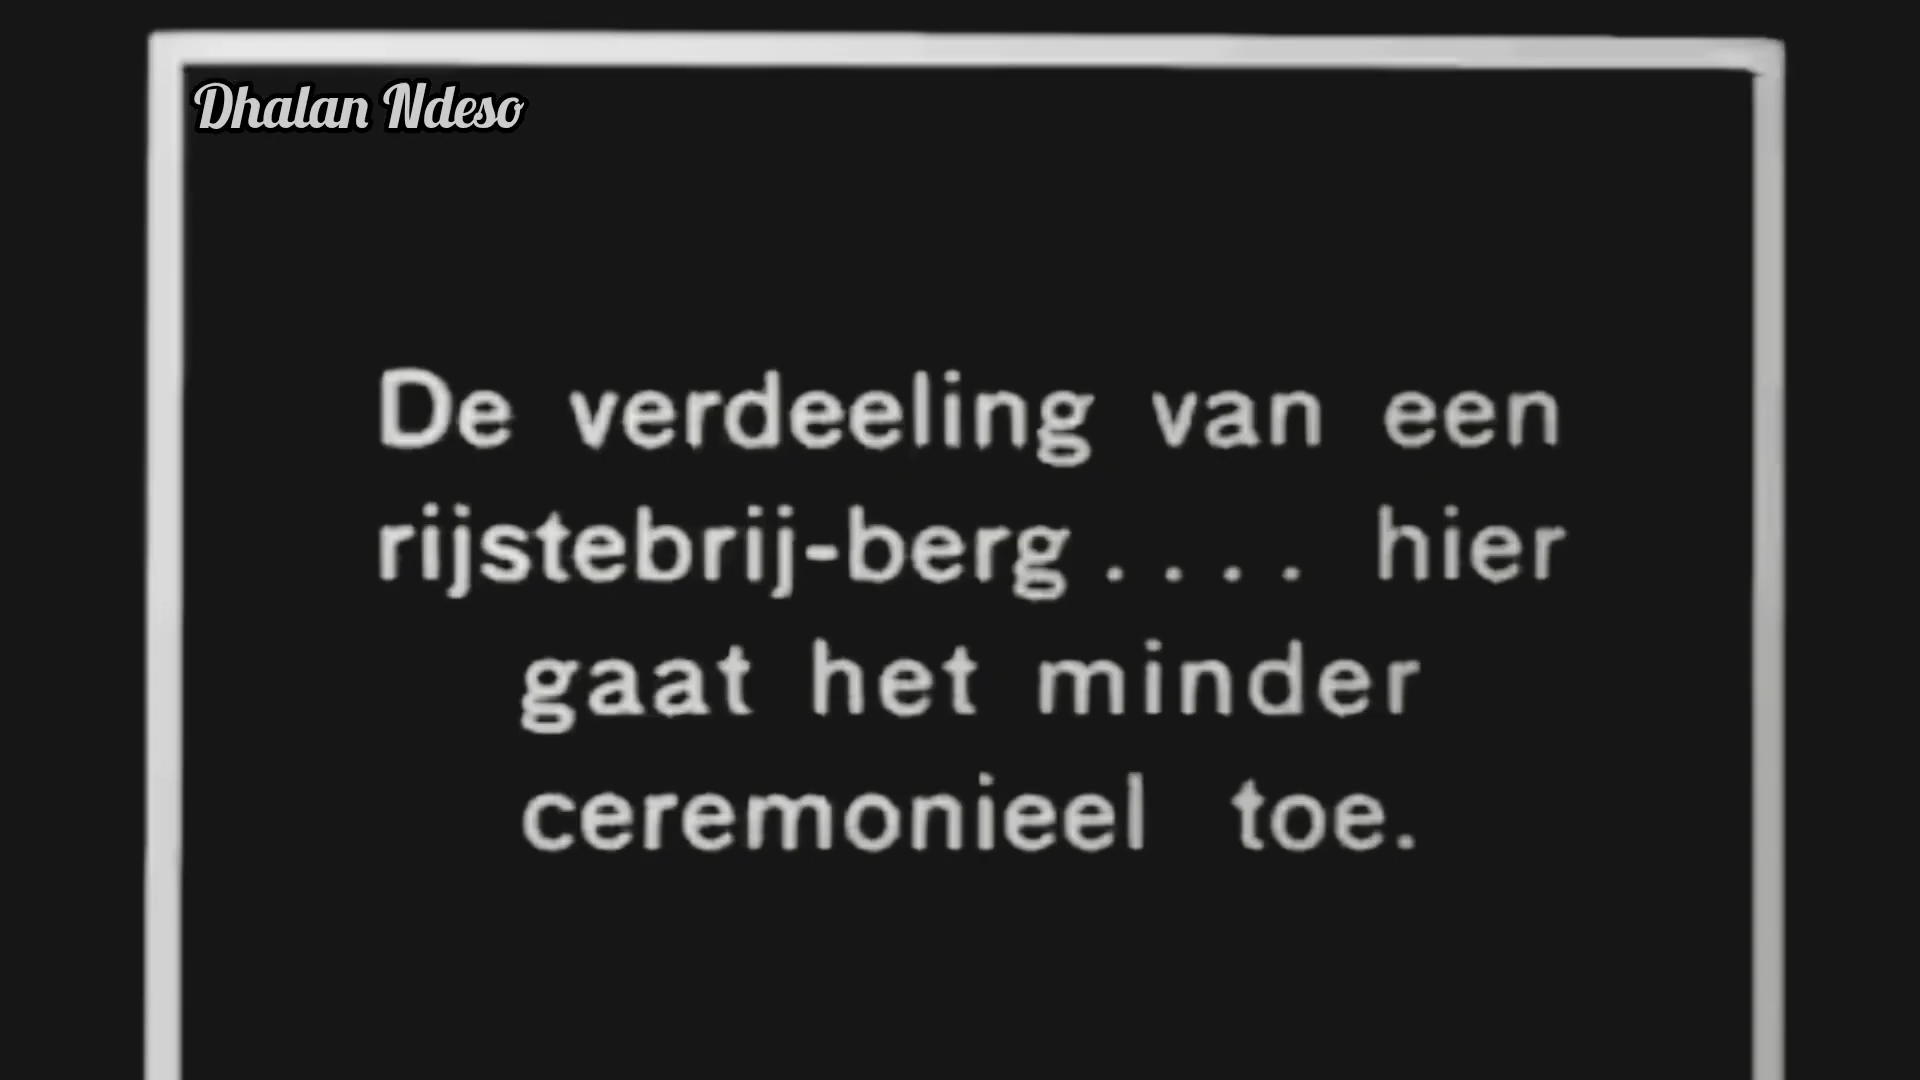 Dhalan Ndeso
De verdeeling van een
rijstebrij-berg.... hier
gaat het minder
ceremonieel toe.